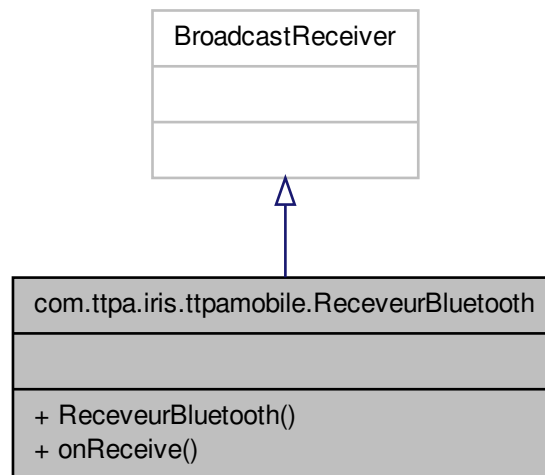 BroadcastReceiver
com.ttpa.iris.ttpamobile.ReceveurBluetooth
+ ReceveurBluetooth()
+ onReceive()